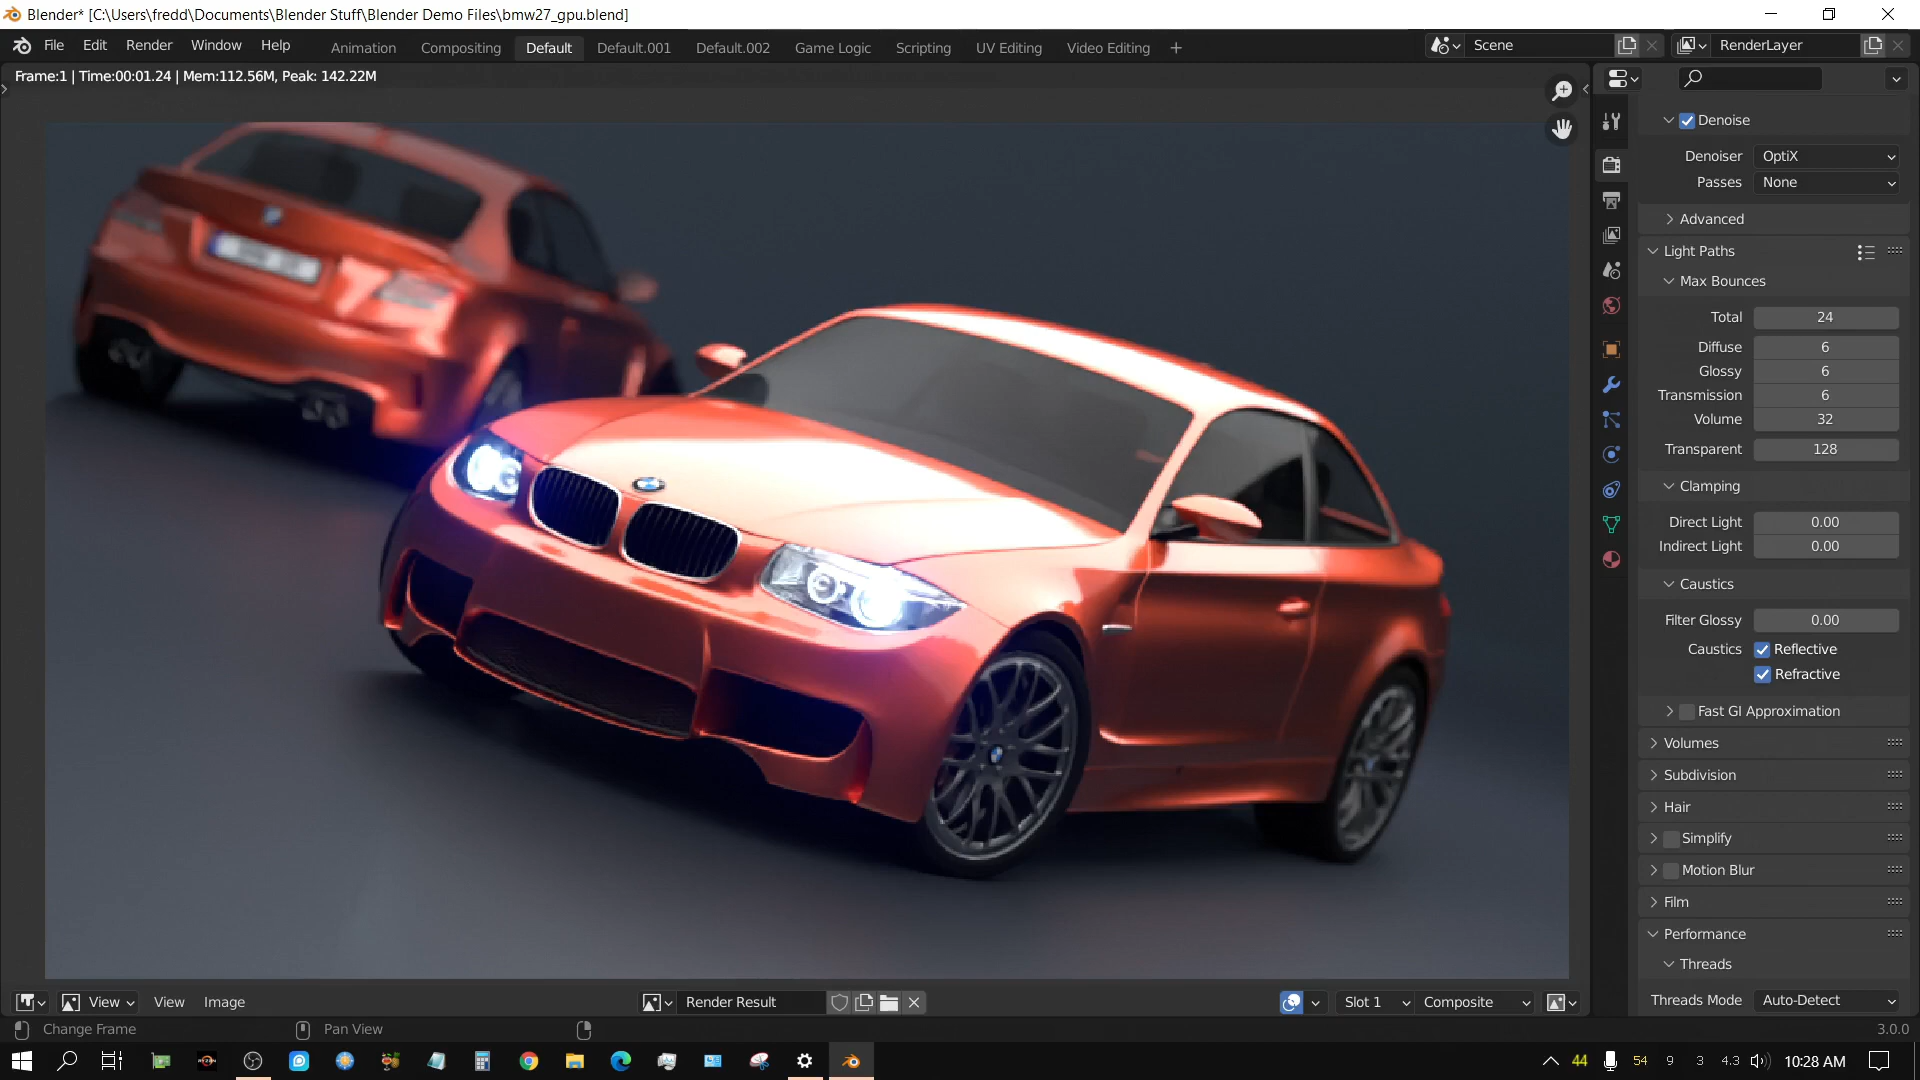 Blender* [C:\Users\fredd\Documents\Blender Stuff\Blender Demo Files\bmw27_gpu.blend]
File Edit Render Window Help Animation Compositing Default Default.001 Default.002 Game Logic Scripting UV Editing Video Editing + Scene RenderLayer
Frame:1 | Time:00:01.24 | Mem:112.56M, Peak: 142.22M
Denoise
Denoiser OptiX
Passes None
Advanced
Light Paths
Max Bounces
Total 24
Diffuse 6
Glossy 6
Transmission 6
Volume 32
Transparent 128
Clamping
Direct Light 0.00
Indirect Light 0.00
Caustics
Filter Glossy 0.00
Caustics Reflective
Refractive
Fast GI Approximation
Volumes
Subdivision
Hair
Simplify
Motion Blur
Film
Performance
Threads
Threads Mode Auto-Detect
View View Image Render Result Slot 1 Composite
Change Frame Pan View 3.0.0
44 54 9 3 4.3 10:28 AM